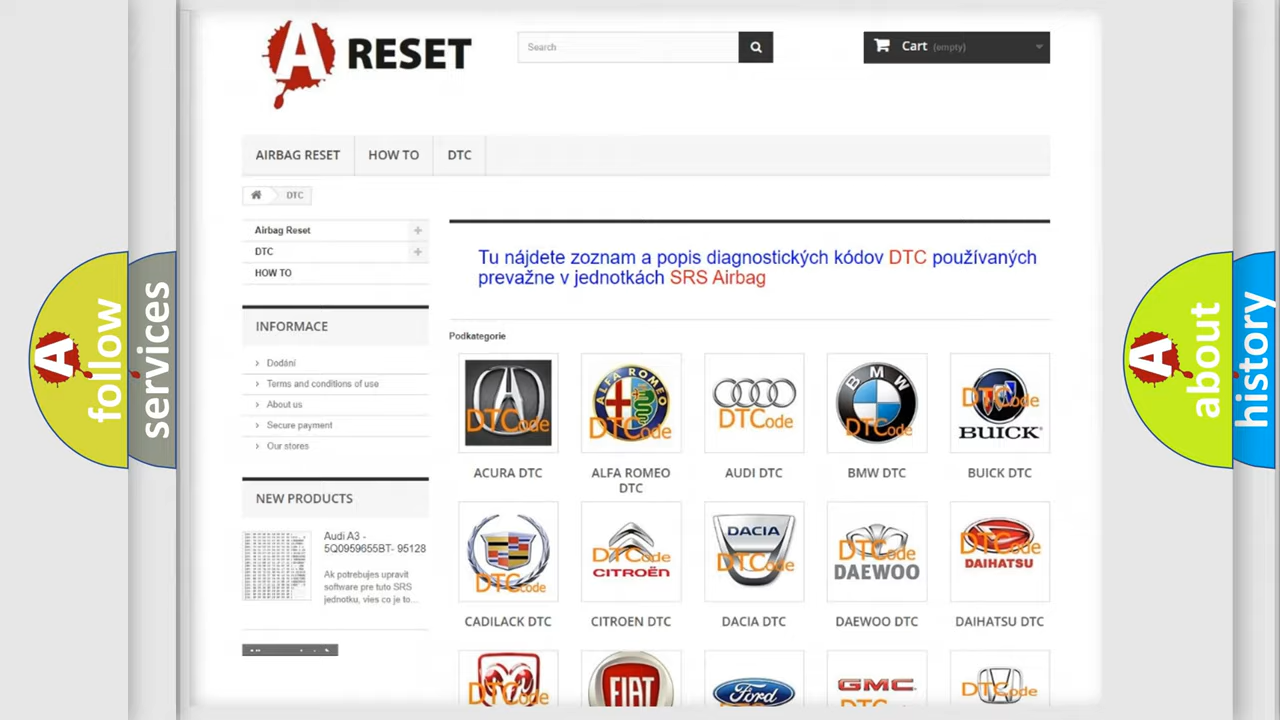 A RESET
Search
Cart (empty)
AIRBAG RESET
HOW TO
DTC
DTC
Airbag Reset
DTC
HOW TO
INFORMACE
Dodání
Terms and conditions of use
About us
Secure payment
Our stores
NEW PRODUCTS
Audi A3 -
5Q0959655BT- 95128
Ak potrebujes upravit
software pre tuto SRS
jednotku, vies co je to...
Tu nájdete zoznam a popis diagnostických kódov DTC používaných
prevažne v jednotkách SRS Airbag
Podkategorie
DTCode
ALFA ROMEO
DTCode
DTCode
BMW
DTCode
DTCode
BUICK
ACURA DTC
ALFA ROMEO
DTC
AUDI DTC
BMW DTC
BUICK DTC
DTCode
DTCode
CITROËN
DACIA
DTCode
DTCode
DAEWOO
DTCode
DAIHATSU
CADILACK DTC
CITROEN DTC
DACIA DTC
DAEWOO DTC
DAIHATSU DTC
DTCode
FIAT
Ford
GMC
DTCode
A follow
services
A about
history